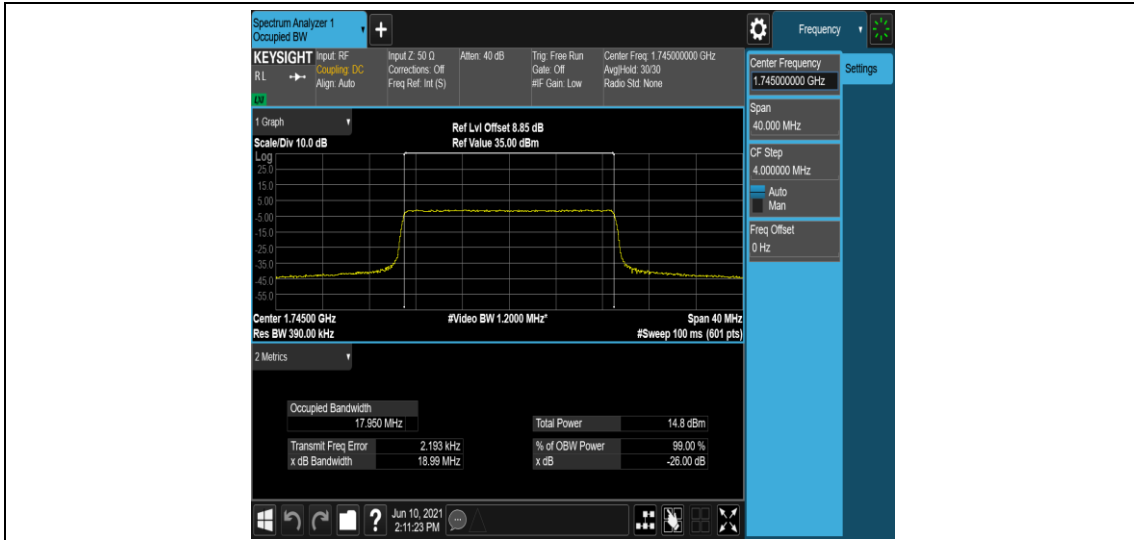 Spectrum Analyzer 1
Occupied BW
+
Frequency
KEYSIGHT
RL
LXI
Input: RF
Coupling: DC
Align: Auto
Input Z: 50 Ω
Corrections: Off
Freq Ref: Int (S)
Atten: 40 dB
Trig: Free Run
Gate: Off
#IF Gain: Low
Center Freq: 1.745000000 GHz
Avg|Hold: 30/30
Radio Std: None
Center Frequency
1.745000000 GHz
Settings
Span
40.000 MHz
CF Step
4.000000 MHz
Auto
Man
Freq Offset
0 Hz
1 Graph
Ref Lvl Offset 8.85 dB
Scale/Div 10.0 dB
Ref Value 35.00 dBm
Log
25.0
15.0
5.00
-5.00
-15.0
-25.0
-35.0
-45.0
-55.0
Center 1.74500 GHz
#Video BW 1.2000 MHz*
Span 40 MHz
Res BW 390.00 kHz
#Sweep 100 ms (601 pts)
2 Metrics
Occupied Bandwidth
17.950 MHz
Total Power 14.8 dBm
Transmit Freq Error 2.193 kHz
% of OBW Power 99.00 %
x dB Bandwidth 18.99 MHz
x dB -26.00 dB
?
Jun 10, 2021
2:11:23 PM